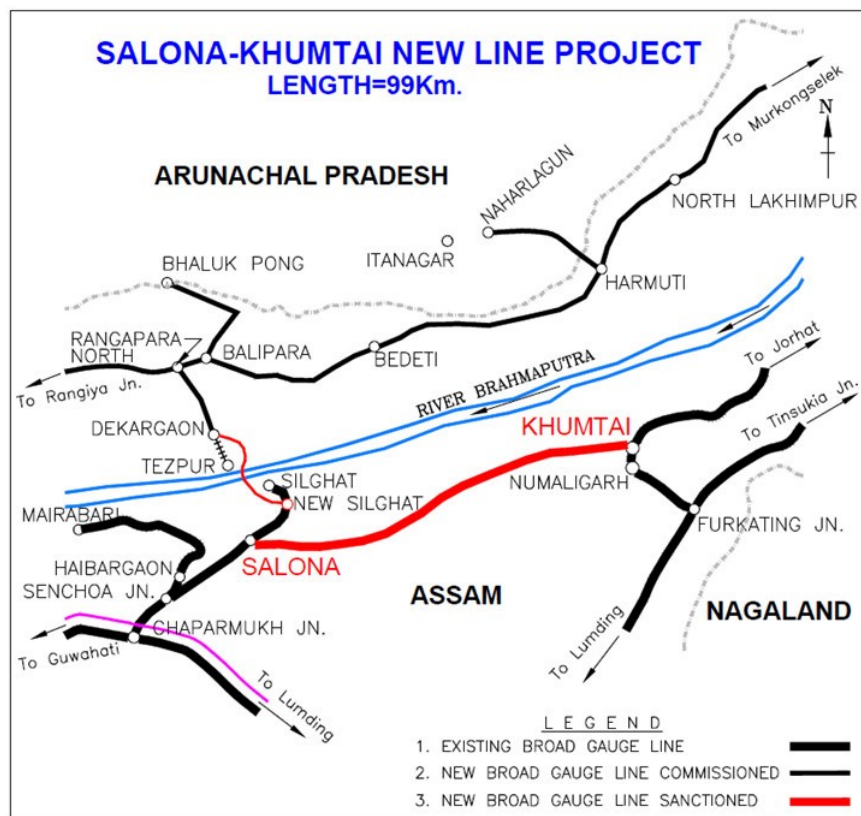 SALONA-KHUMTAI NEW LINE PROJECT
LENGTH=99Km.
N
To Murkongselek
ARUNACHAL PRADESH
NAHARLAGUN
NORTH LAKHIMPUR
ITANAGAR
BHALUK PONG
HARMUTI
RANGAPARA
NORTH
BALIPARA
BEDETI
To Rangiya Jn.
RIVER BRAHMAPUTRA
To Jorhat
DEKARGAON
KHUMTAI
To Tinsukia Jn.
TEZPUR
SILGHAT
NUMALIGARH
NEW SILGHAT
MAIRABARI
FURKATING JN.
SALONA
HAIBARGAON
SENCHOA JN.
ASSAM
NAGALAND
CHAPARMUKH JN.
To Guwahati
To Lumding
To Lumding
LEGEND
1. EXISTING BROAD GAUGE LINE
2. NEW BROAD GAUGE LINE COMMISSIONED
3. NEW BROAD GAUGE LINE SANCTIONED